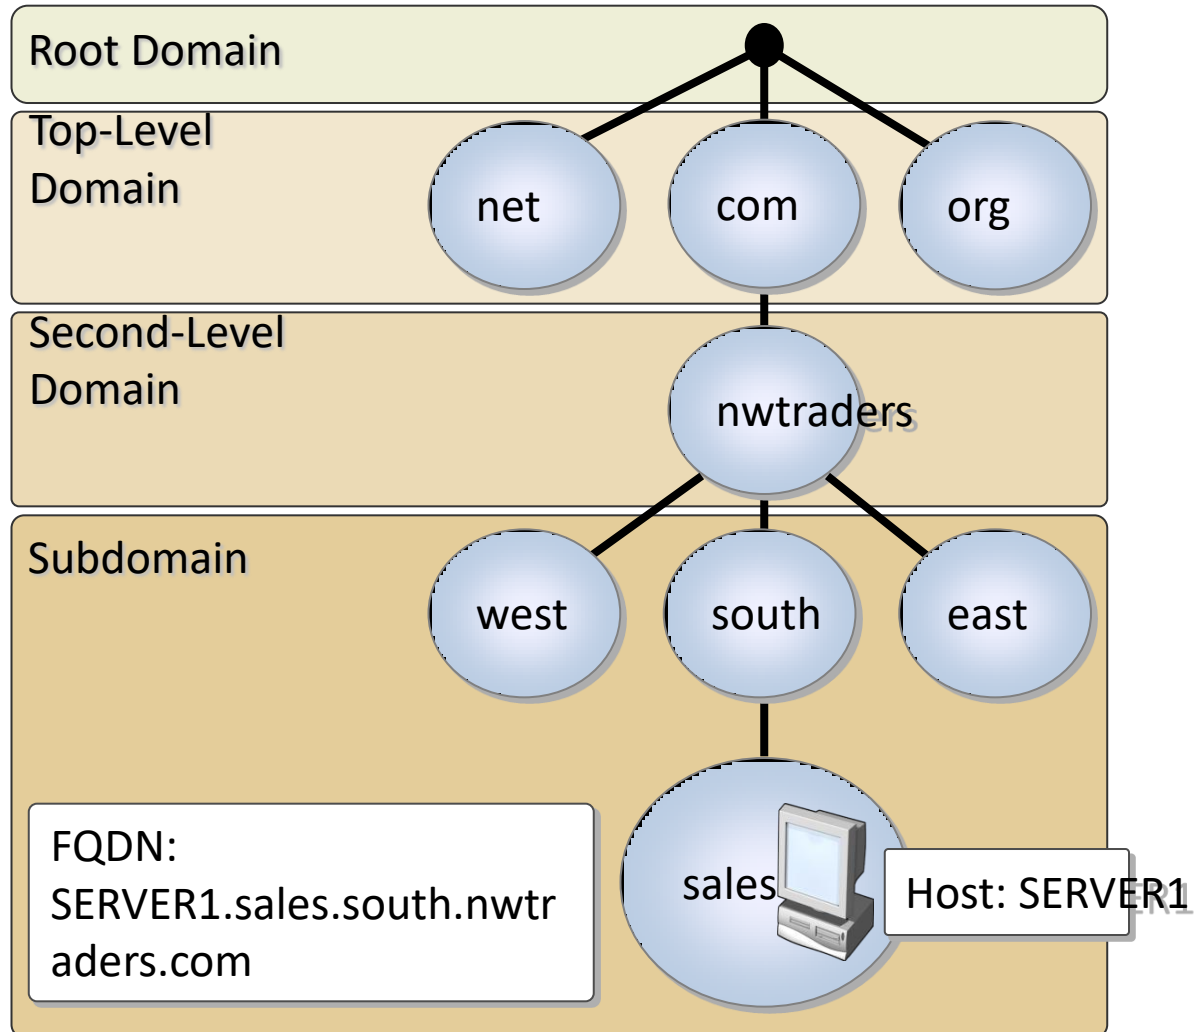 Root Domain
Top-Level
Domain
net
com
org
Second-Level
Domain
nwtraders
Subdomain
west
south
east
sales
Host: SERVER1
FQDN:
SERVER1.sales.south.nwtr
aders.com